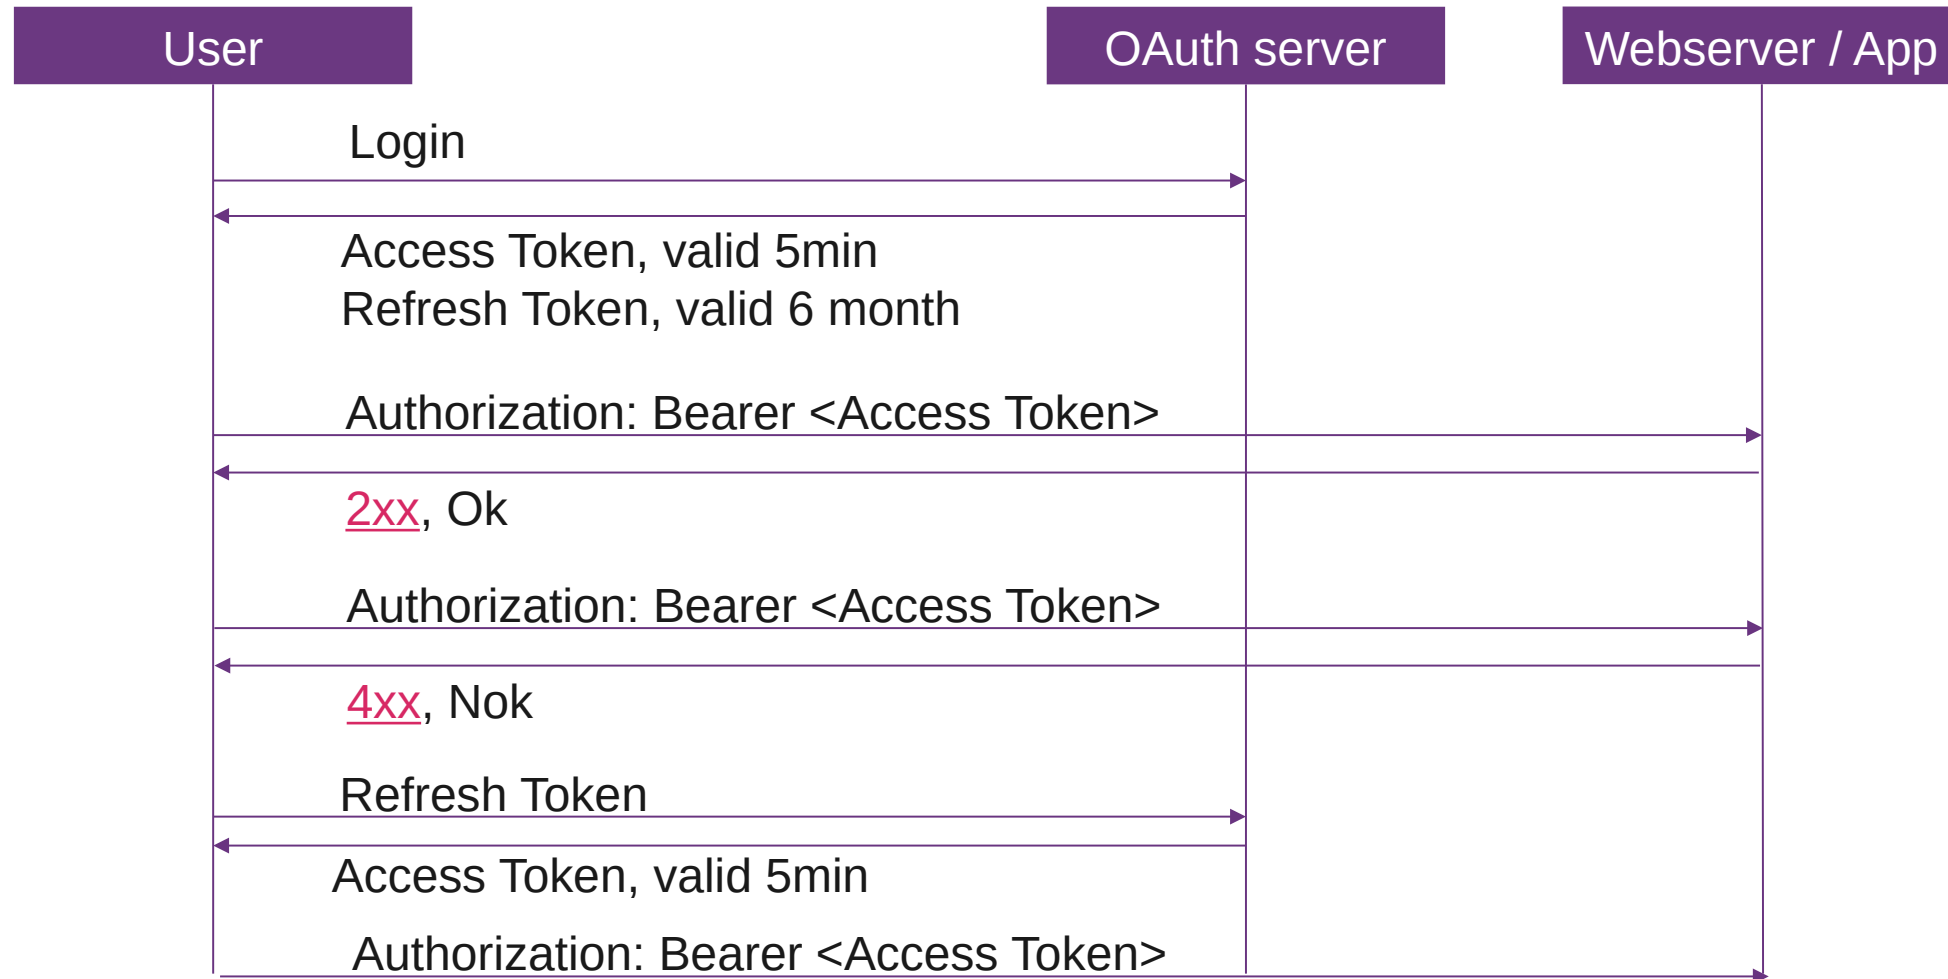 User
OAuth server
Webserver / App
Login
Access Token, valid 5min
Refresh Token, valid 6 month
Authorization: Bearer <Access Token>
2xx, Ok
Authorization: Bearer <Access Token>
4xx, Nok
Refresh Token
Access Token, valid 5min
Authorization: Bearer <Access Token>